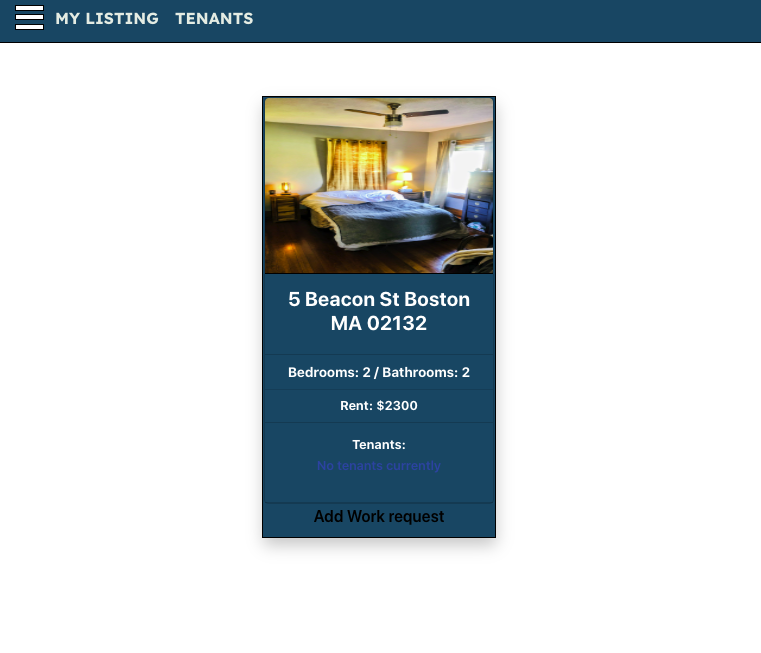 MY LISTING TENANTS
5 Beacon St Boston
MA 02132
Bedrooms: 2 / Bathrooms: 2
Rent: $2300
Tenants:
No tenants currently
Add Work request